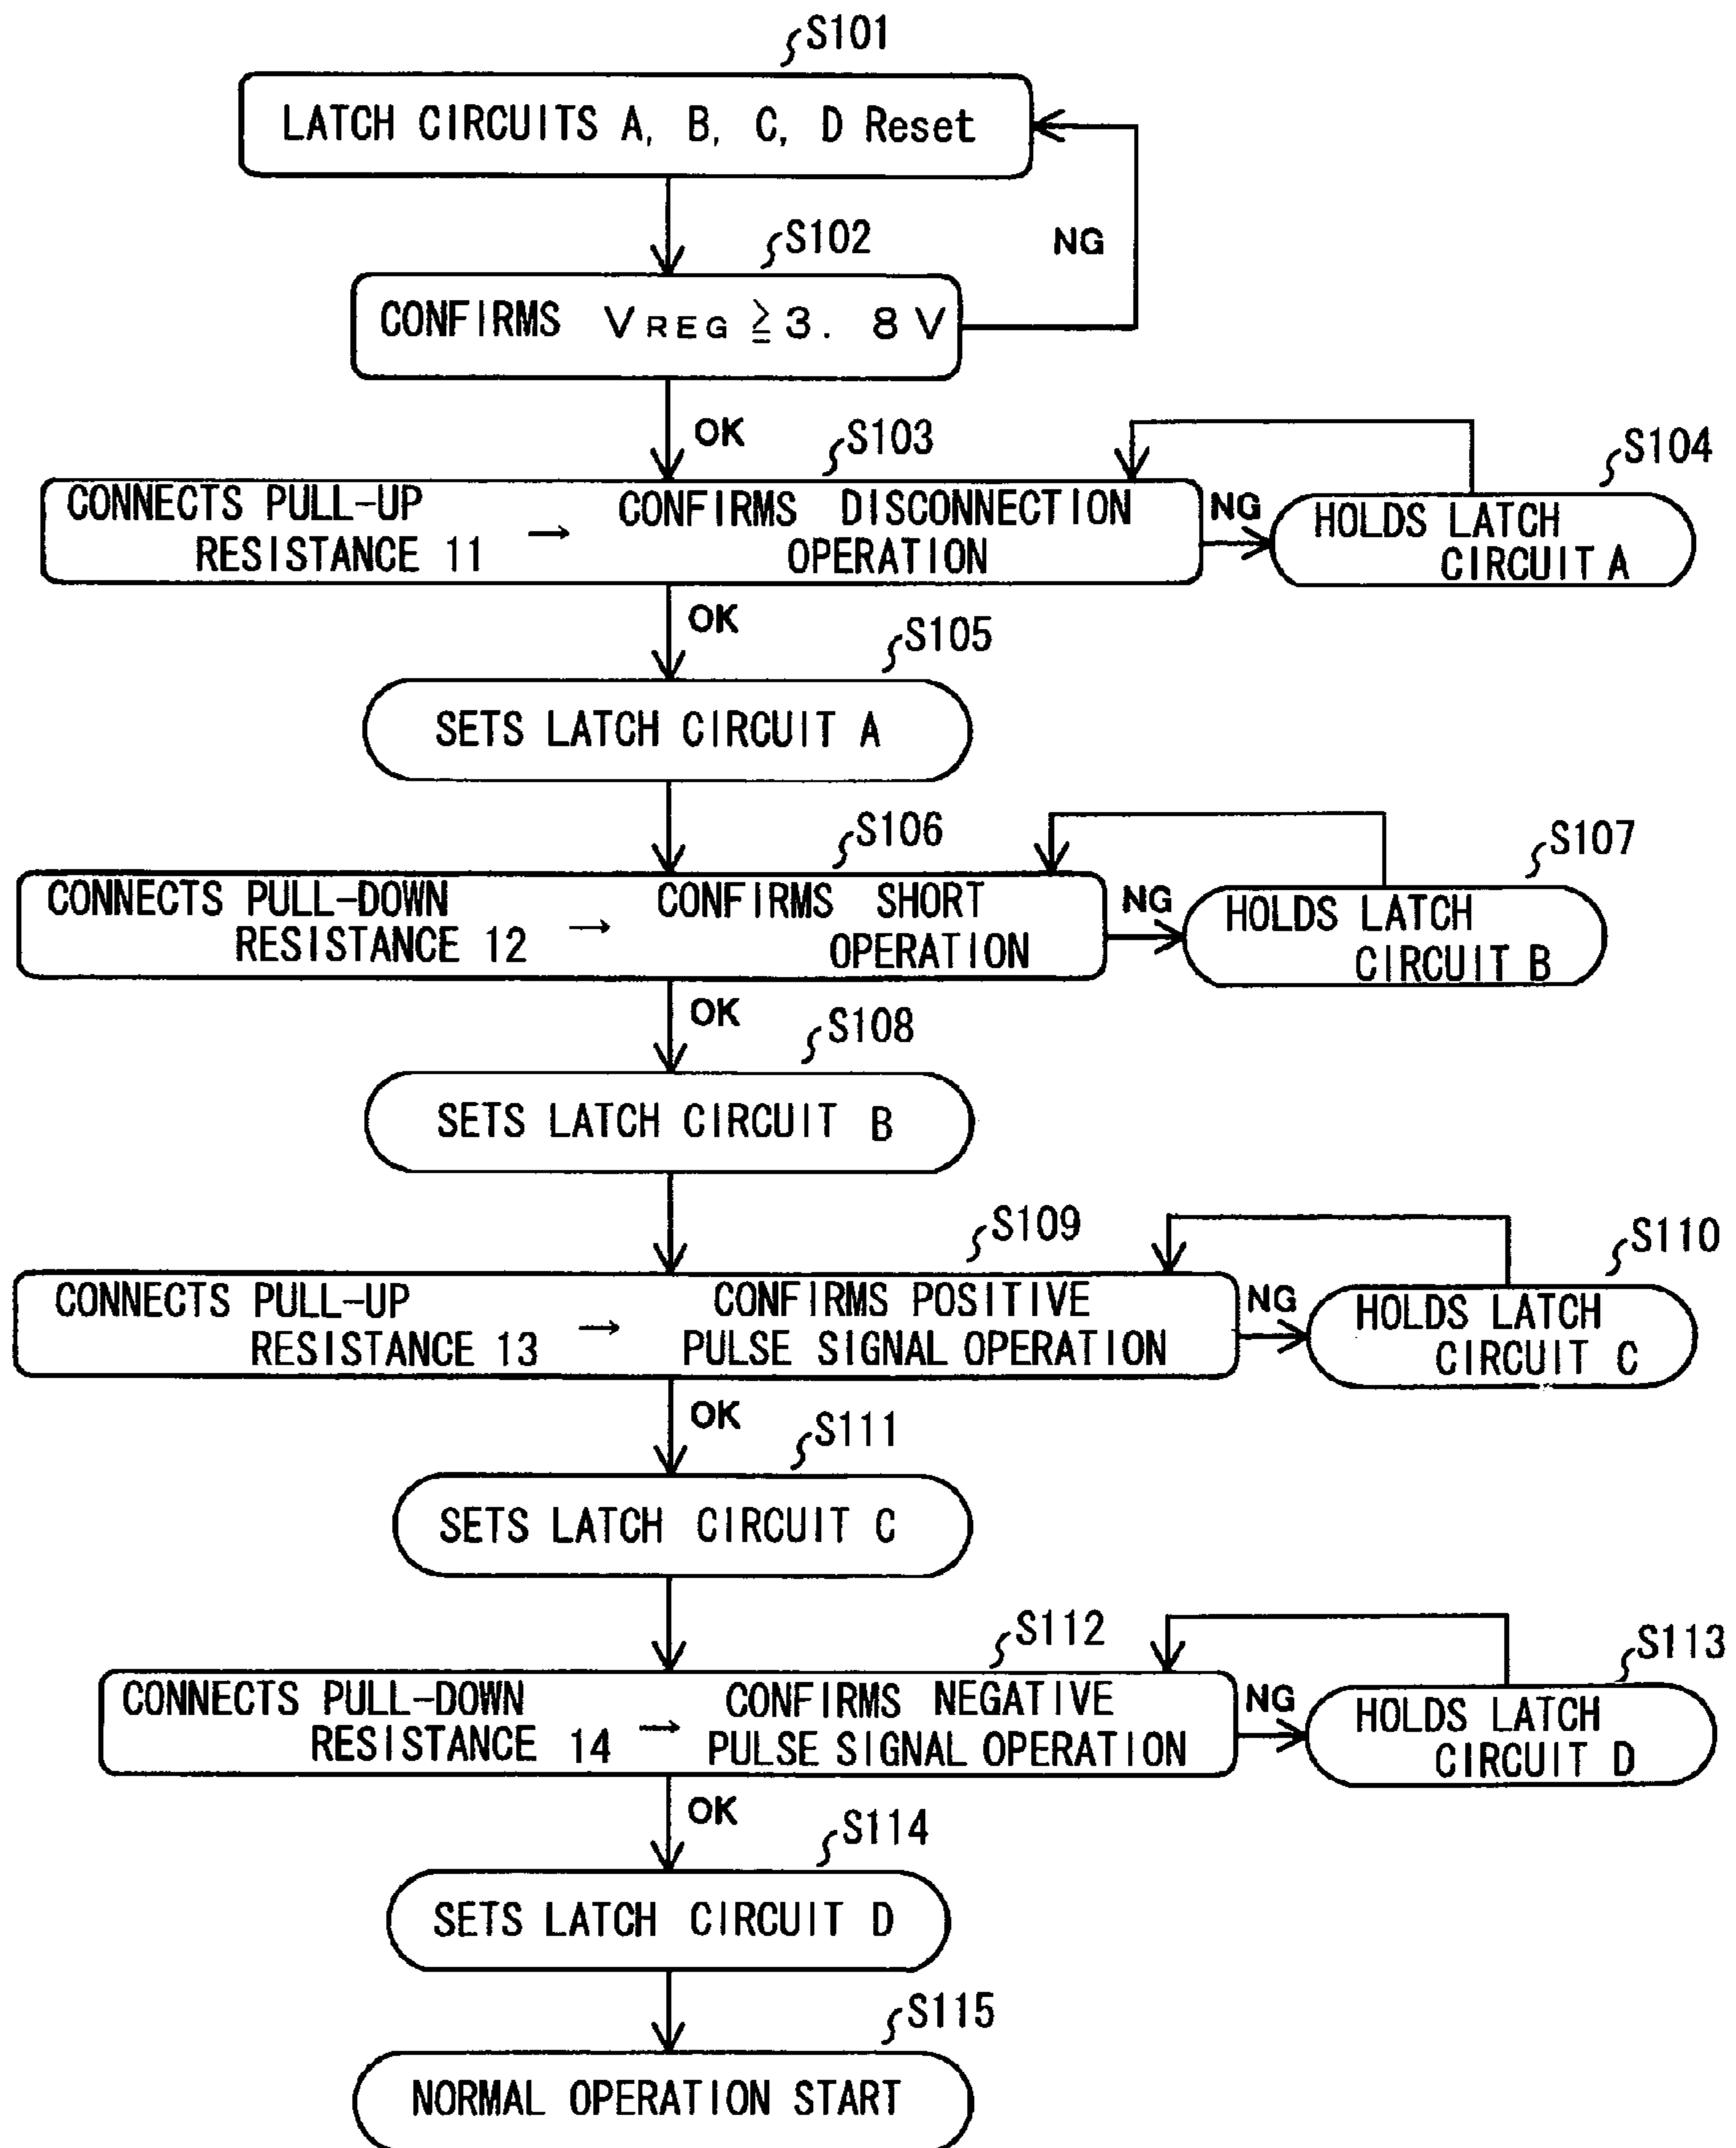 S101
LATCH CIRCUITS A, B, C, D Reset
S102
NG
CONFIRMS VREG ≧ 3. 8 V
OK
S103
S104
CONNECTS PULL-UP
RESISTANCE 11
→
CONFIRMS DISCONNECTION
OPERATION
NG
HOLDS LATCH
CIRCUIT A
OK
S105
SETS LATCH CIRCUIT A
S106
S107
CONNECTS PULL-DOWN
RESISTANCE 12
→
CONFIRMS SHORT
OPERATION
NG
HOLDS LATCH
CIRCUIT B
OK
S108
SETS LATCH CIRCUIT B
S109
S110
CONNECTS PULL-UP
RESISTANCE 13
→
CONFIRMS POSITIVE
PULSE SIGNAL OPERATION
NG
HOLDS LATCH
CIRCUIT C
OK
S111
SETS LATCH CIRCUIT C
S112
S113
CONNECTS PULL-DOWN
RESISTANCE 14
→
CONFIRMS NEGATIVE
PULSE SIGNAL OPERATION
NG
HOLDS LATCH
CIRCUIT D
OK
S114
SETS LATCH CIRCUIT D
S115
NORMAL OPERATION START